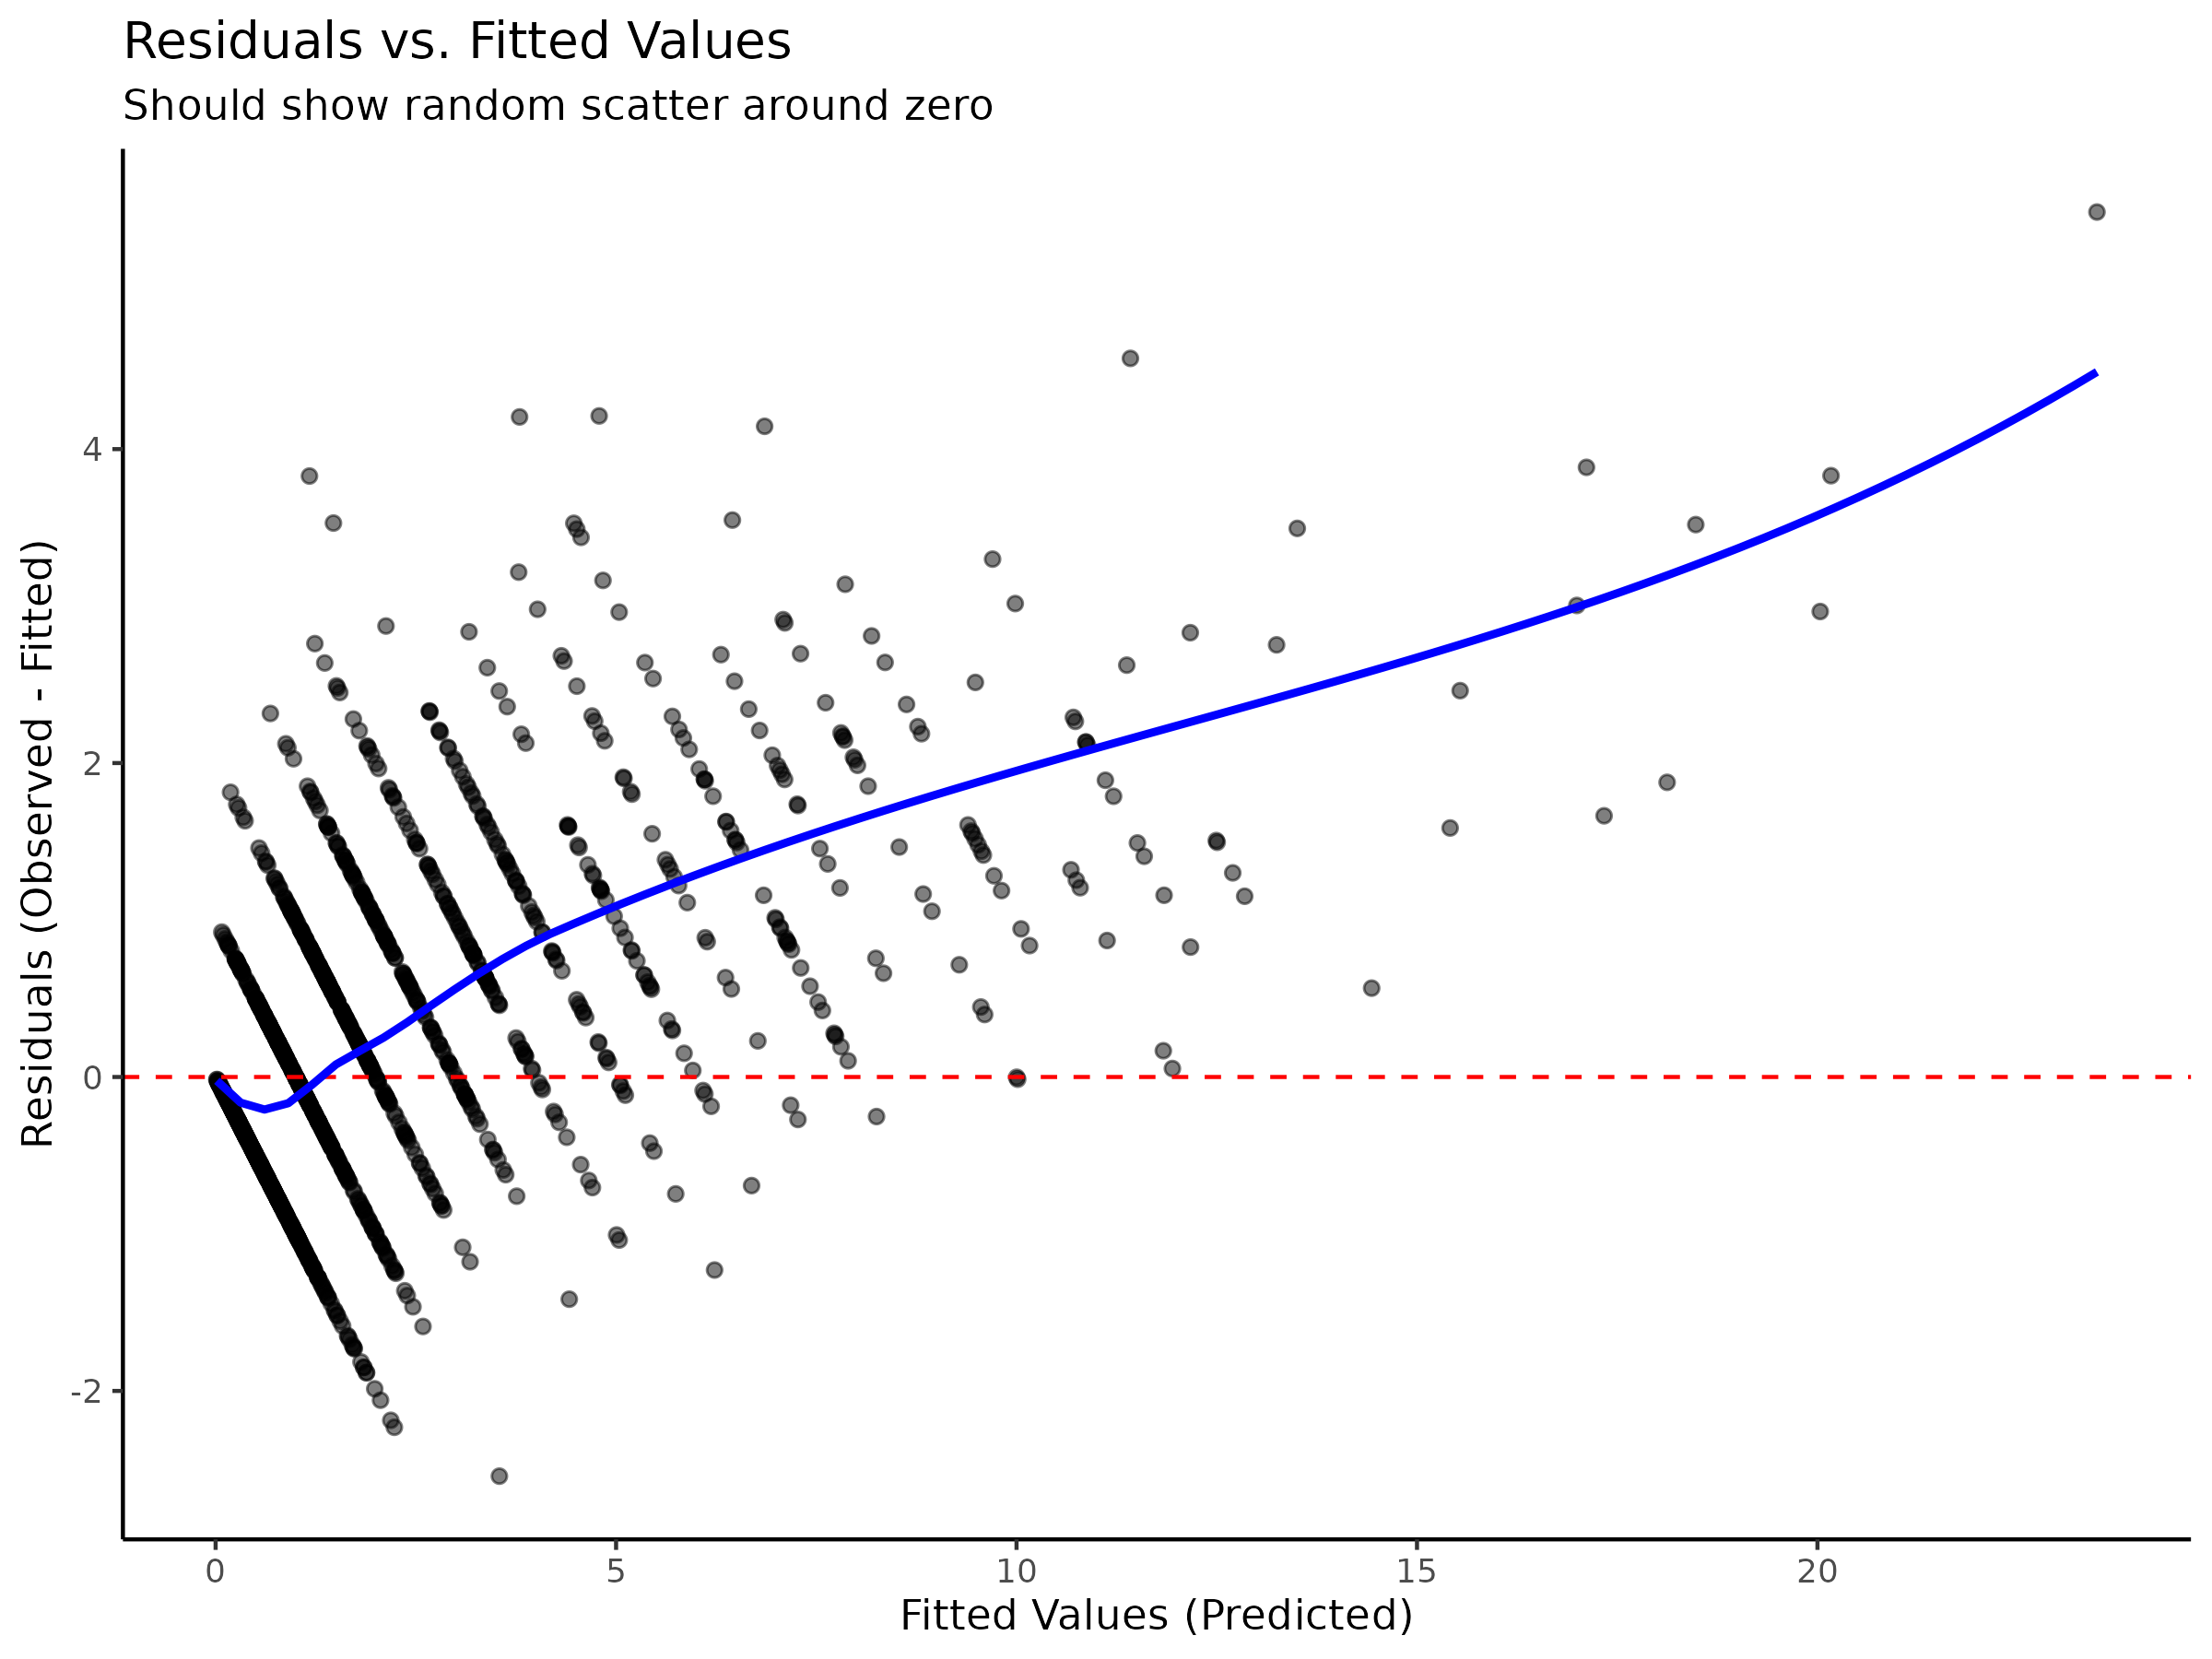 Residuals vs. Fitted Values
Should show random scatter around zero
Residuals (Observed - Fitted)
4
2
0
-2
0 5 10 15 20
Fitted Values (Predicted)